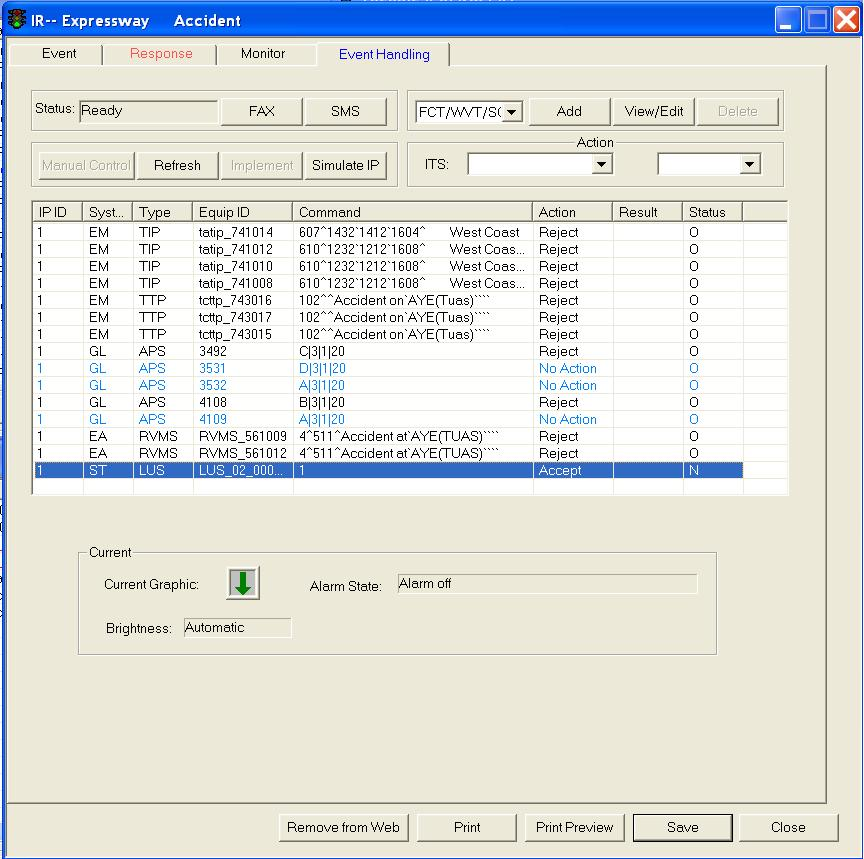 IR-- Expressway Accident
Event Response Monitor Event Handling
Status: Ready FAX SMS FCT/WVT/SC Add View/Edit Delete
Manual Control Refresh Implement Simulate IP Action ITS:
IP ID Syst... Type Equip ID Command Action Result Status
1 EM TIP tatip_741014 607^1432`1412`1604^ West Coast Reject O
1 EM TIP tatip_741012 610^1232`1212`1608^ West Coas... Reject O
1 EM TIP tatip_741010 610^1232`1212`1608^ West Coas... Reject O
1 EM TIP tatip_741008 610^1232`1212`1608^ West Coas... Reject O
1 EM TTP tcttp_743016 102^^Accident on`AYE(Tuas)```` Reject O
1 EM TTP tcttp_743017 102^^Accident on`AYE(Tuas)```` Reject O
1 EM TTP tcttp_743015 102^^Accident on`AYE(Tuas)```` Reject O
1 GL APS 3492 C|3|1|20 Reject O
1 GL APS 3531 D|3|1|20 No Action O
1 GL APS 3532 A|3|1|20 No Action O
1 GL APS 4108 B|3|1|20 Reject O
1 GL APS 4109 A|3|1|20 No Action O
1 EA RVMS RVMS_561009 4^511^Accident at`AYE(TUAS)```` Reject O
1 EA RVMS RVMS_561012 4^511^Accident at`AYE(TUAS)```` Reject O
1 ST LUS LUS_02_000... 1 Accept N
Current
Current Graphic: Alarm State: Alarm off
Brightness: Automatic
Remove from Web Print Print Preview Save Close